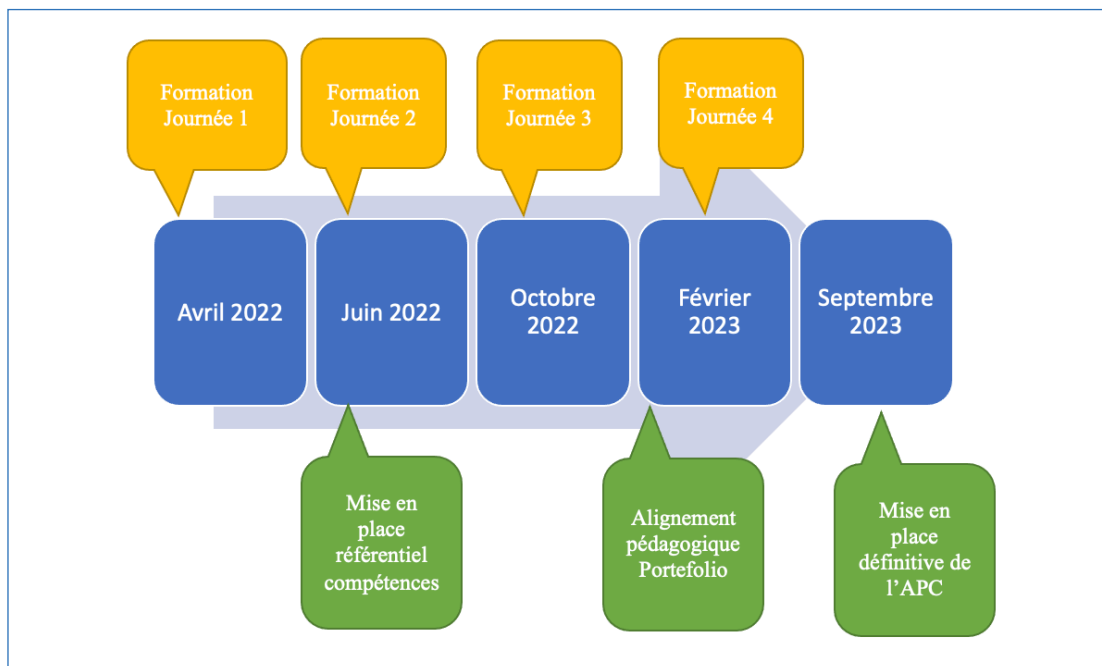 Formation
Journée 1
Formation
Journée 2
Formation
Journée 3
Formation
Journée 4
Avril 2022
Juin 2022
Octobre
2022
Février
2023
Septembre
2023
Mise en
place
référentiel
compétences
Alignement
pédagogique
Portefolio
Mise en
place
définitive de
l’APC